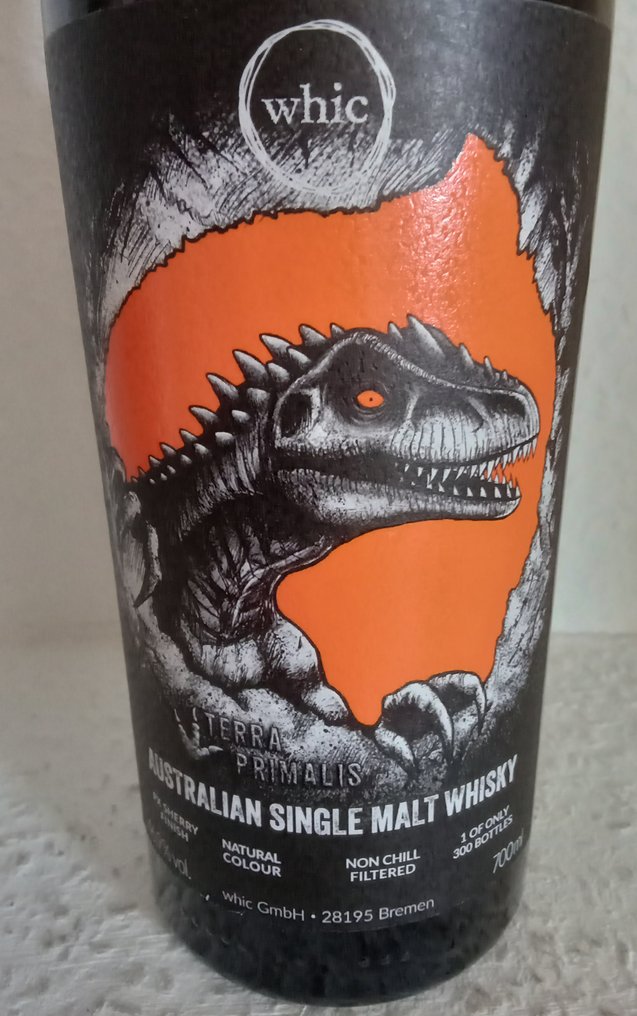 whic
TERRA
PRIMALIS
AUSTRALIAN SINGLE MALT WHISKY
PX SHERRY
FINISH
NATURAL
COLOUR
NON CHILL
FILTERED
1 OF ONLY
300 BOTTLES
% vol.
700ml
whic GmbH • 28195 Bremen